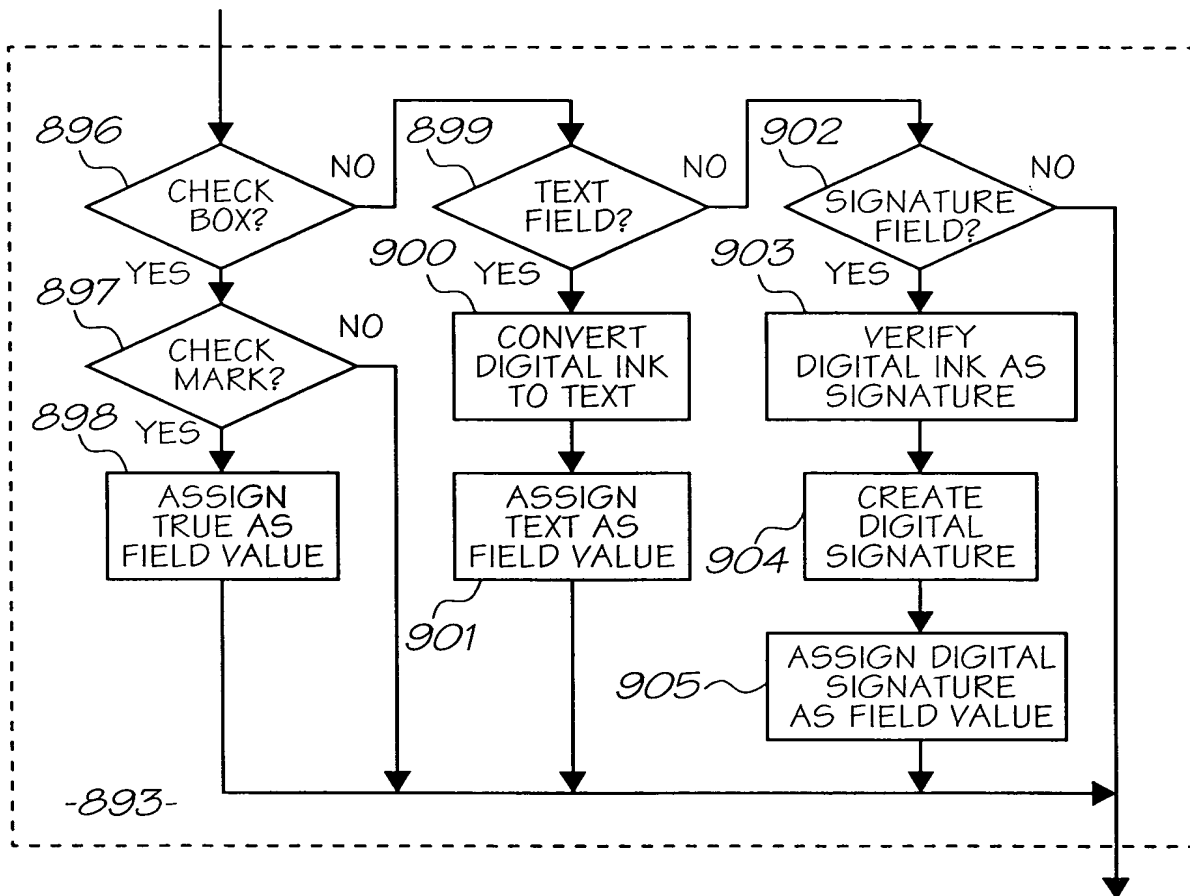 896
CHECK
BOX?
NO
YES
897
CHECK
MARK?
NO
YES
898
ASSIGN
TRUE AS
FIELD VALUE
899
TEXT
FIELD?
NO
YES
900
CONVERT
DIGITAL INK
TO TEXT
ASSIGN
TEXT AS
FIELD VALUE
901
902
SIGNATURE
FIELD?
NO
YES
903
VERIFY
DIGITAL INK AS
SIGNATURE
CREATE
DIGITAL
SIGNATURE
904
ASSIGN DIGITAL
SIGNATURE
AS FIELD VALUE
905
-893-